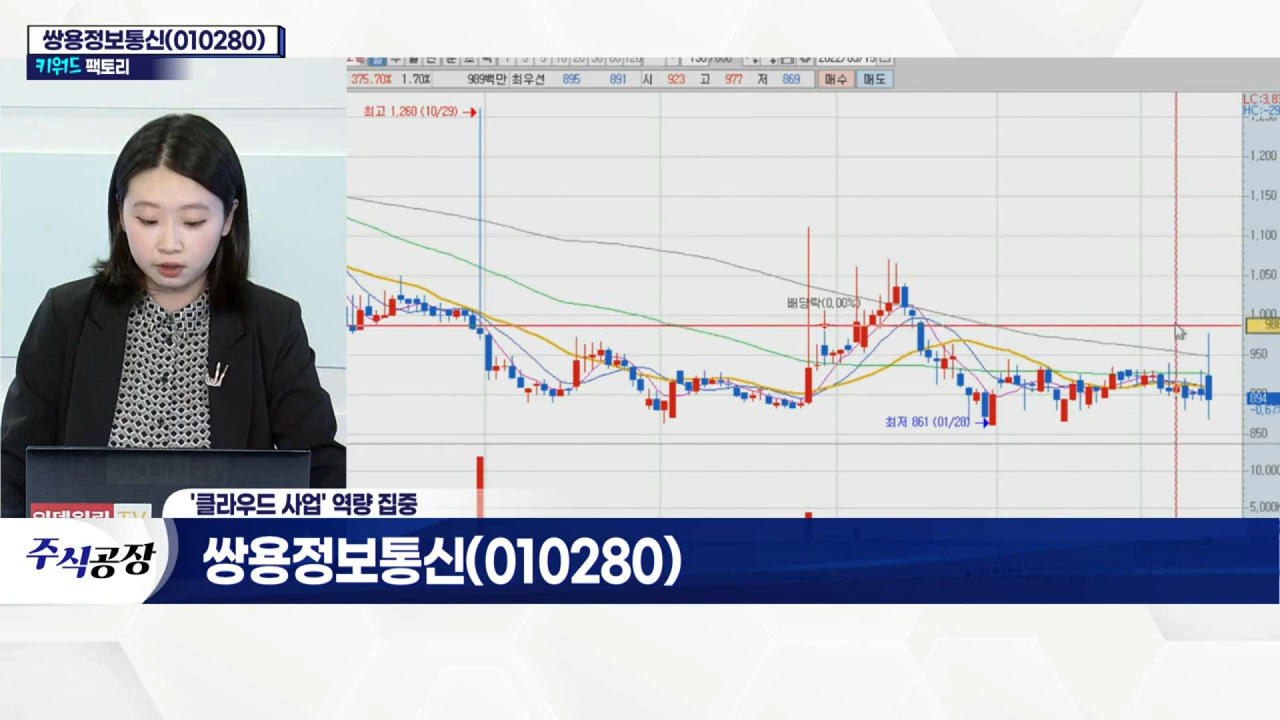 쌍용정보통신(010280)
키워드 팩토리
375.70% 1.70% 989백만 최우선 895 891 시 923 고 977 저 869 매수 매도
최고 1,260 (10/29)
1,200
1,150
1,100
1,050
배당락(0.00%)
1,000
950
894
850
최저 861 (01/28)
10,000
'클라우드 사업' 역량 집중
주식공장
쌍용정보통신(010280)